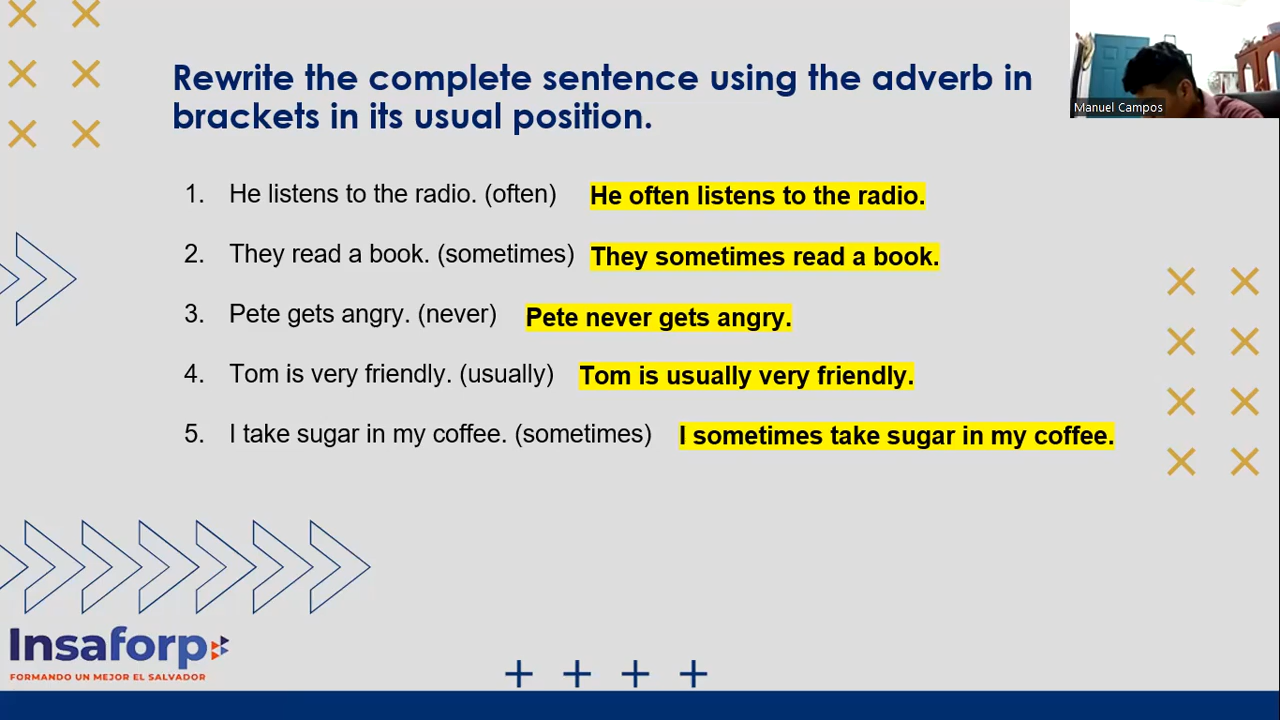 Rewrite the complete sentence using the adverb in
brackets in its usual position.
Manuel Campos
1. He listens to the radio. (often) He often listens to the radio.
2. They read a book. (sometimes) They sometimes read a book.
3. Pete gets angry. (never) Pete never gets angry.
4. Tom is very friendly. (usually) Tom is usually very friendly.
5. I take sugar in my coffee. (sometimes) I sometimes take sugar in my coffee.
Insaforp
FORMANDO UN MEJOR EL SALVADOR